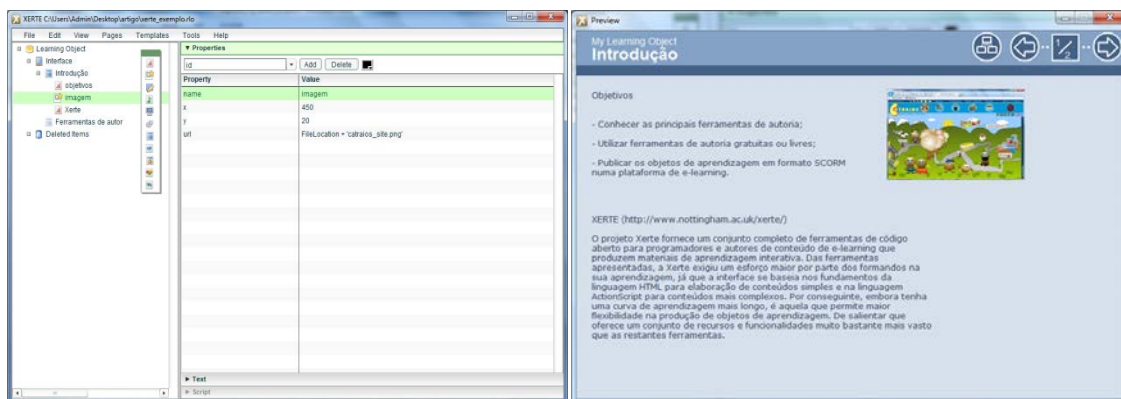 XERTE C:\Users\Admin\Desktop\artigo\xerte_exemplo.rlo
File Edit View Pages Templates Tools Help
Learning Object
Interface
Introdução
objetivos
imagem
Xerte
Ferramentas de autor
Deleted Items
▼ Properties
id Add Delete
Property Value
name imagem
x 450
y 20
url FileLocation + 'catraios_site.png'
► Text
► Script
Preview
My Learning Object
Introdução
1/2
Objetivos
- Conhecer as principais ferramentas de autoria;
- Utilizar ferramentas de autoria gratuitas ou livres;
- Publicar os objetos de aprendizagem em formato SCORM
numa plataforma de e-learning.
XERTE (http://www.nottingham.ac.uk/xerte/)
O projeto Xerte fornece um conjunto completo de ferramentas de código
aberto para programadores e autores de conteúdo de e-learning que
produzem materiais de aprendizagem interativa. Das ferramentas
apresentadas, a Xerte exigiu um esforço maior por parte dos formandos na
sua aprendizagem, já que a interface se baseia nos fundamentos da
linguagem HTML para elaboração de conteúdos simples e na linguagem
ActionScript para conteúdos mais complexos. Por conseguinte, embora tenha
uma curva de aprendizagem mais longo, é aquela que permite maior
flexibilidade na produção de objetos de aprendizagem. De salientar que
oferece um conjunto de recursos e funcionalidades muito bastante mais vasto
que as restantes ferramentas.